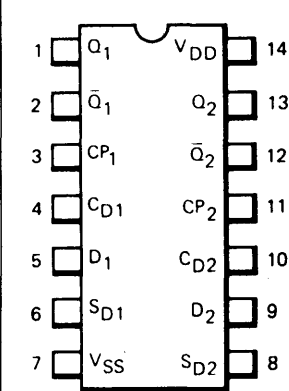 1 Q1 VDD 14
2 Q̄1 Q2 13
3 CP1 Q̄2 12
4 CD1 CP2 11
5 D1 CD2 10
6 SD1 D2 9
7 VSS SD2 8